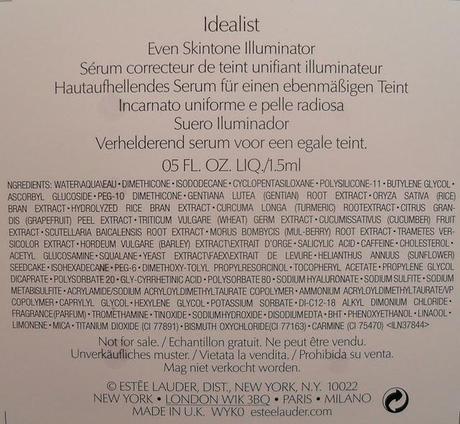 Idealist
Even Skintone Illuminator
Sérum correcteur de teint unifiant illuminateur
Hautaufhellendes Serum für einen ebenmäßigen Teint
Incarnato uniforme e pelle radiosa
Suero Iluminador
Verhelderend serum voor een egale teint.
.05 FL. OZ. LIQ./1.5ml
NGREDIENTS: WATER\AQUA\EAU • DIMETHICONE • ISODODECANE • CYCLOPENTASILOXANE • POLYSILICONE-11 • BUTYLENE GLYCOL •
ASCORBYL GLUCOSIDE • PEG-10 DIMETHICONE • GENTIANA LUTEA (GENTIAN) ROOT EXTRACT • ORYZA SATIVA (RICE)
BRAN EXTRACT • HYDROLYZED RICE BRAN EXTRACT • CURCUMA LONGA (TURMERIC) ROOTEXTRACT • CITRUS GRAN-
DIS (GRAPEFRUIT) PEEL EXTRACT • TRITICUM VULGARE (WHEAT) GERM EXTRACT • CUCUMISSATIVUS (CUCUMBER) FRUIT
EXTRACT • SCUTELLARIA BAICALENSIS ROOT EXTRACT • MORUS BOMBYCIS (MUL-BERRY) ROOT EXTRACT • TRAMETES VER-
SICOLOR EXTRACT • HORDEUM VULGARE (BARLEY) EXTRACT\EXTRAIT D'ORGE • SALICYLIC ACID • CAFFEINE • CHOLESTEROL •
ACETYL GLUCOSAMINE • SQUALANE • YEAST EXTRACT\FAEX\EXTRAIT DE LEVURE • HELIANTHUS ANNUUS (SUNFLOWER)
SEEDCAKE • ISOHEXADECANE • PEG-6 • DIMETHOXY-TOLYL PROPYLRESORCINOL • TOCOPHERYL ACETATE • PROPYLENE GLYCOL
DICAPRATE • POLYSORBATE 20 • GLY-CYRRHETINIC ACID • POLYSORBATE 80 • SODIUM HYALURONATE • SODIUM SULFITE • SODIUM
METABISULFITE • ACRYLAMIDE/SODIUM ACRYLOYLDIMETHYLTAURATE COPOLYMER • AMMONIUM ACRYLOYLDIMETHYLTAURATE/VP
COPOLYMER • CAPRYLYL GLYCOL • HEXYLENE GLYCOL • POTASSIUM SORBATE • DI-C12-18 ALKYL DIMONIUM CHLORIDE •
FRAGRANCE(PARFUM) • TROMETHAMINE • TINOXIDE • SODIUMHYDROXIDE • DISODIUMEDTA • BHT • PHENOXYETHANOL • LINAOOL •
LIMONENE • MICA • TITANIUM DIOXIDE (CI 77891) • BISMUTH OXYCHLORIDE(CI 77163) • CARMINE (CI 75470) <ILN37844>
Not for sale. / Echantillon gratuit. Ne peut être vendu.
Unverkäufliches muster. / Vietata la vendita. / Prohibida su venta.
Mag niet verkocht worden.
© ESTÉE LAUDER, DIST., NEW YORK, N.Y. 10022
NEW YORK • LONDON W1K 3BQ • PARIS • MILANO
MADE IN U.K. WYK0 esteelauder.com